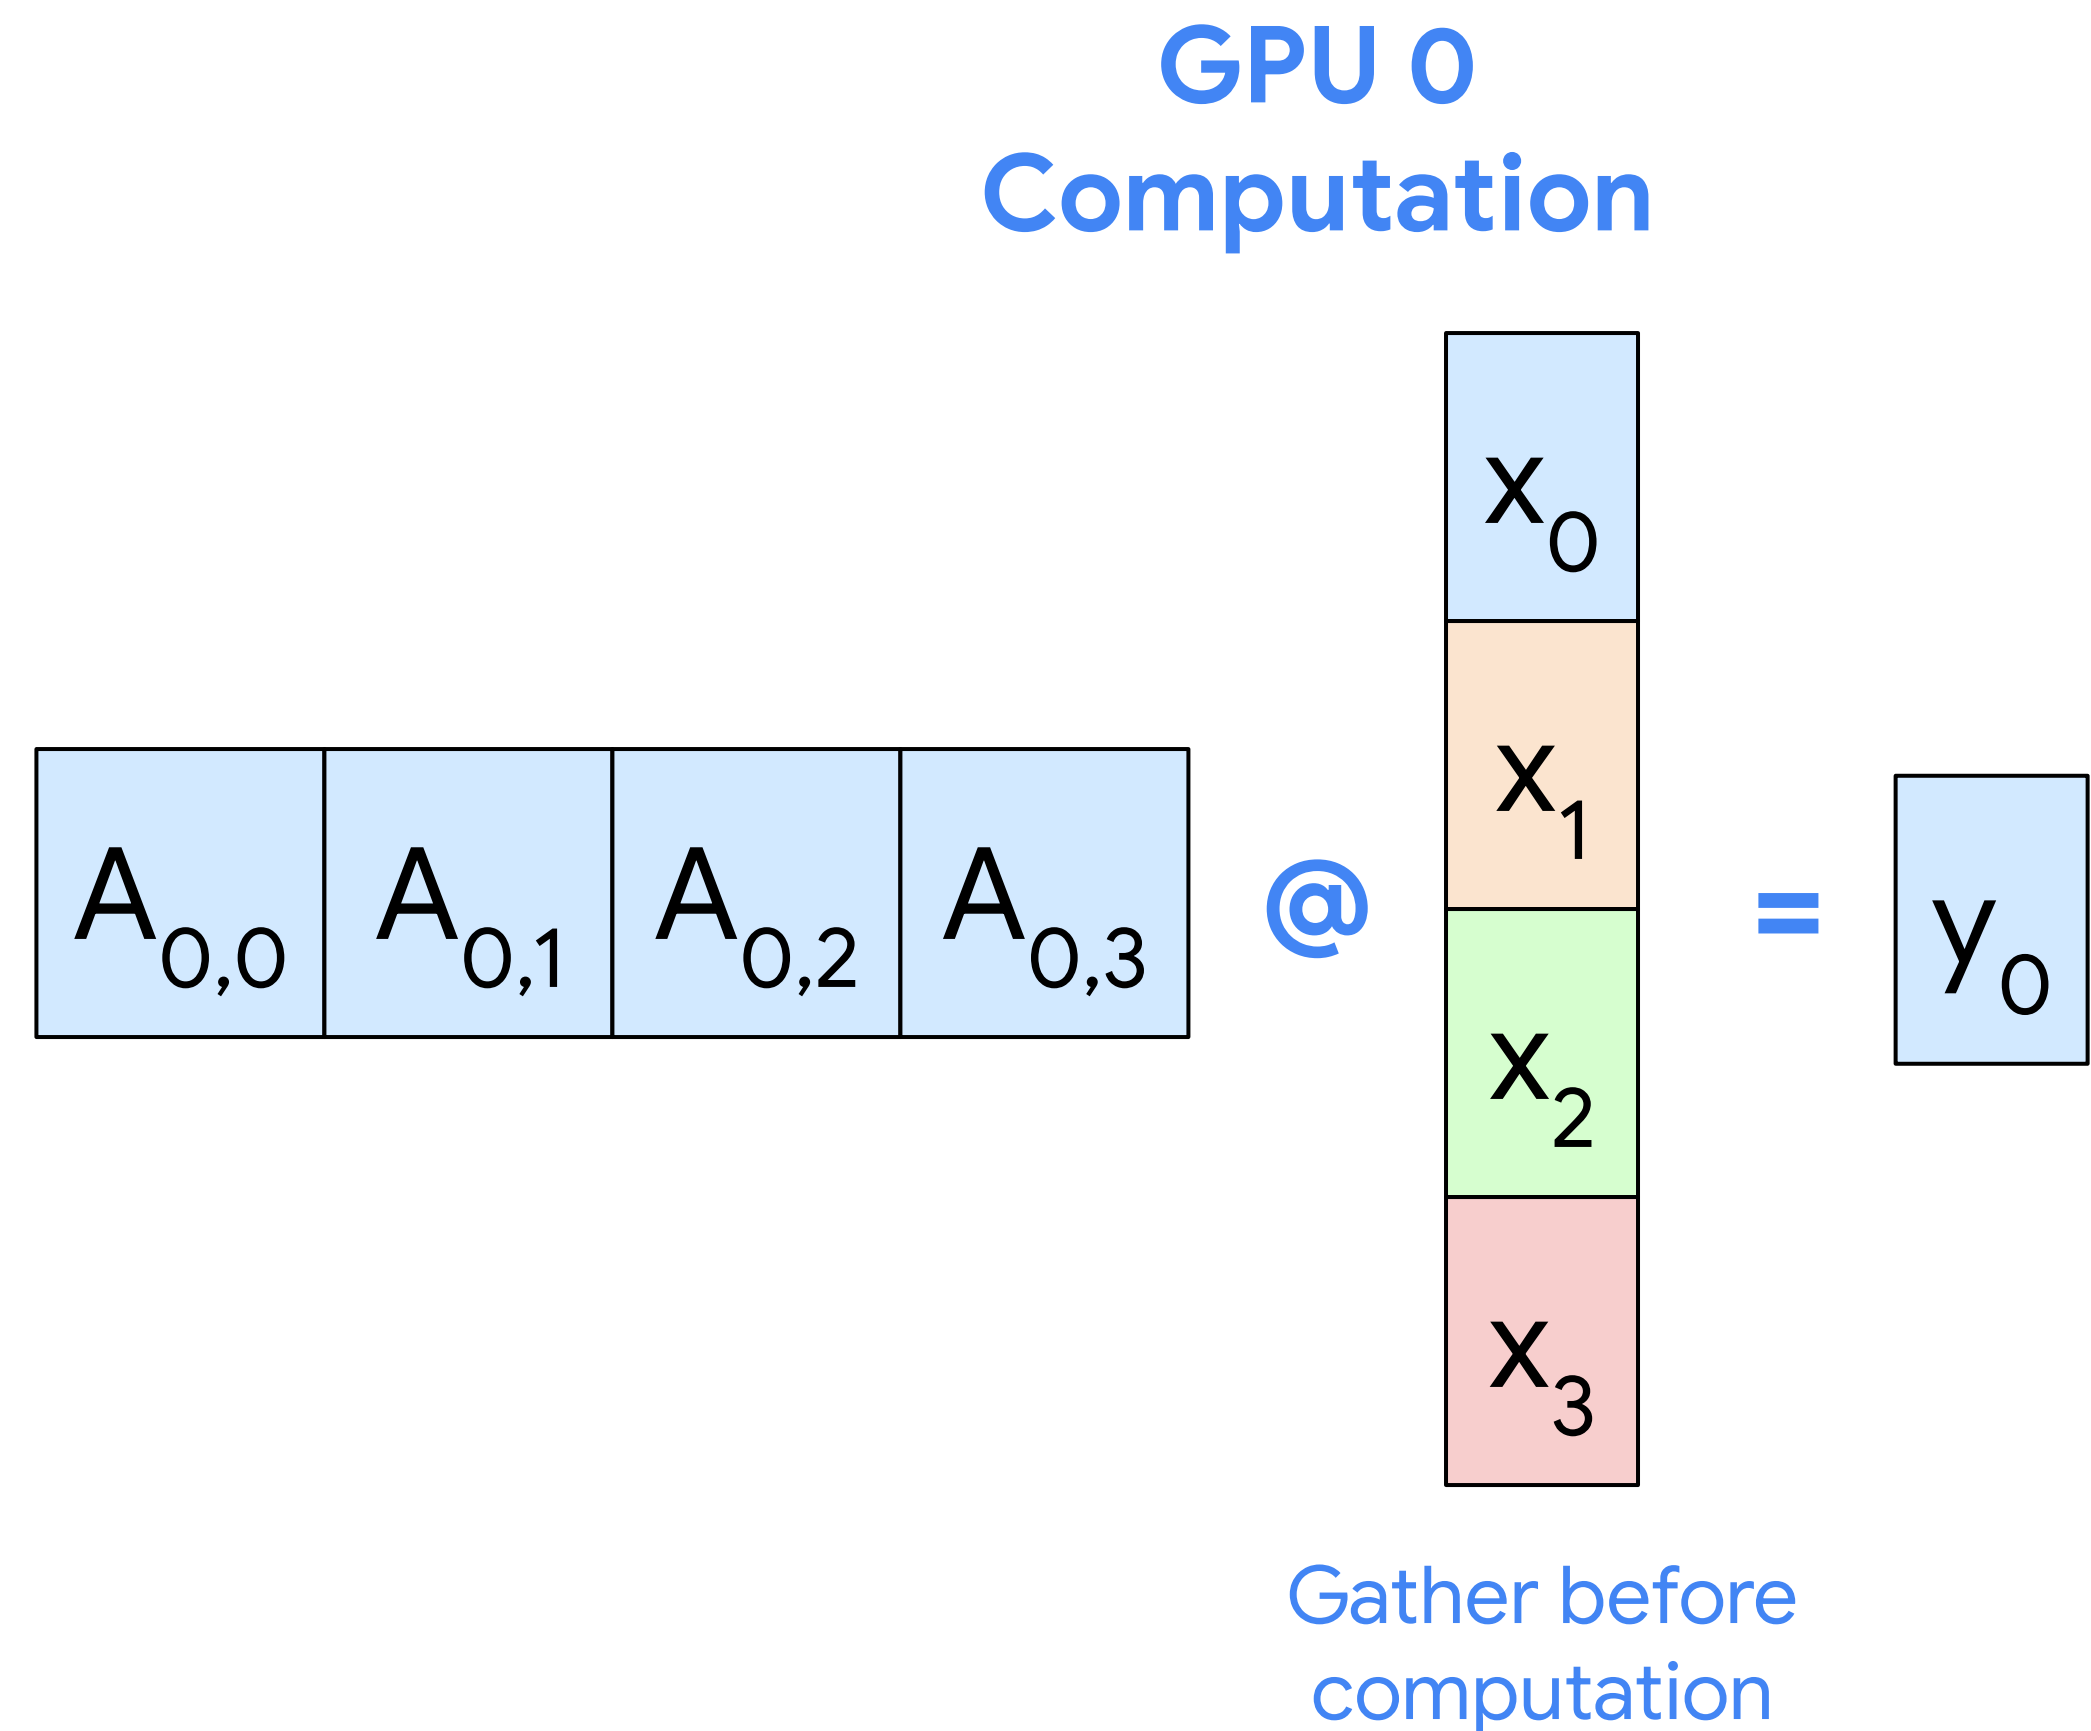 GPU 0
Computation
A0,0 A0,1 A0,2 A0,3 @
x0
x1
x2
x3
= y0
Gather before
computation